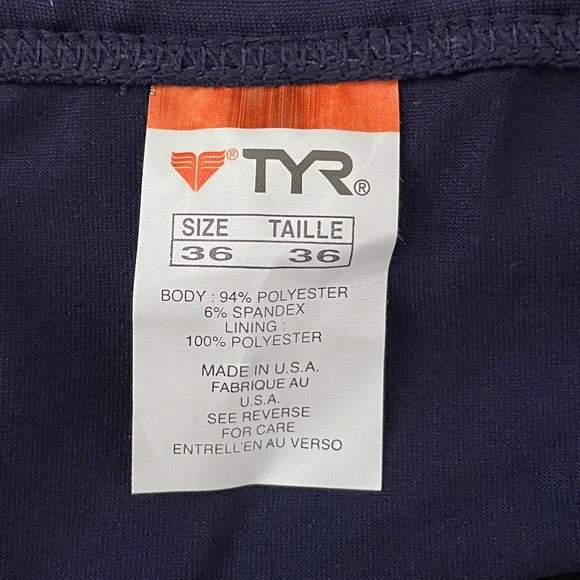 ® TYR®
SIZE TAILLE
36 36
BODY : 94% POLYESTER
6% SPANDEX
LINING :
100% POLYESTER
MADE IN U.S.A.
FABRIQUE AU
U.S.A.
SEE REVERSE
FOR CARE
ENTRELL'EN AU VERSO